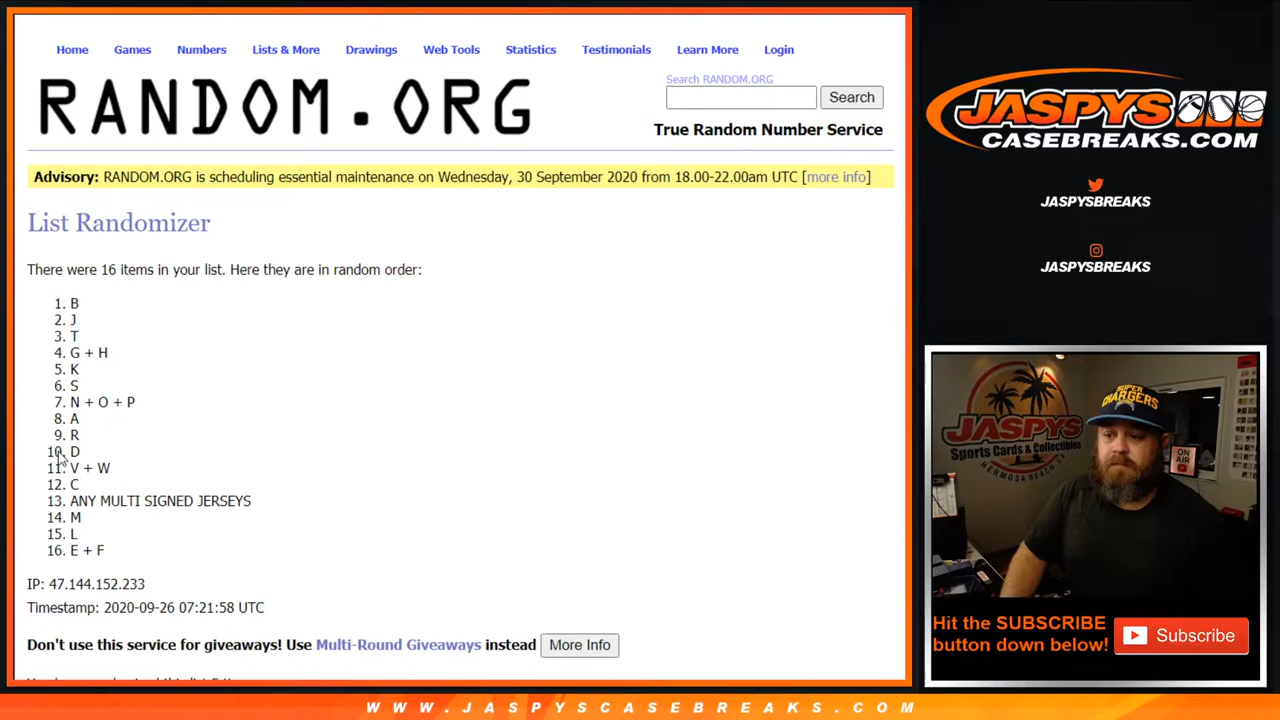 Home Games Numbers Lists & More Drawings Web Tools Statistics Testimonials Learn More Login
RANDOM.ORG
Search RANDOM.ORG
Search
True Random Number Service
Advisory: RANDOM.ORG is scheduling essential maintenance on Wednesday, 30 September 2020 from 18.00-22.00am UTC [more info]
List Randomizer
There were 16 items in your list. Here they are in random order:
1. B
2. J
3. T
4. G + H
5. K
6. S
7. N + O + P
8. A
9. R
10. D
11. V + W
12. C
13. ANY MULTI SIGNED JERSEYS
14. M
15. L
16. E + F
IP: 47.144.152.233
Timestamp: 2020-09-26 07:21:58 UTC
Don't use this service for giveaways! Use Multi-Round Giveaways instead More Info
JASPYS
CASEBREAKS.COM
JASPYSBREAKS
JASPYSBREAKS
JASPYS
Sports Cards & Collectibles
HERMOSA BEACH
SUPER
CHARGERS
ON AIR
Hit the SUBSCRIBE
button down below!
Subscribe
WWW.JASPYSCASEBREAKS.COM